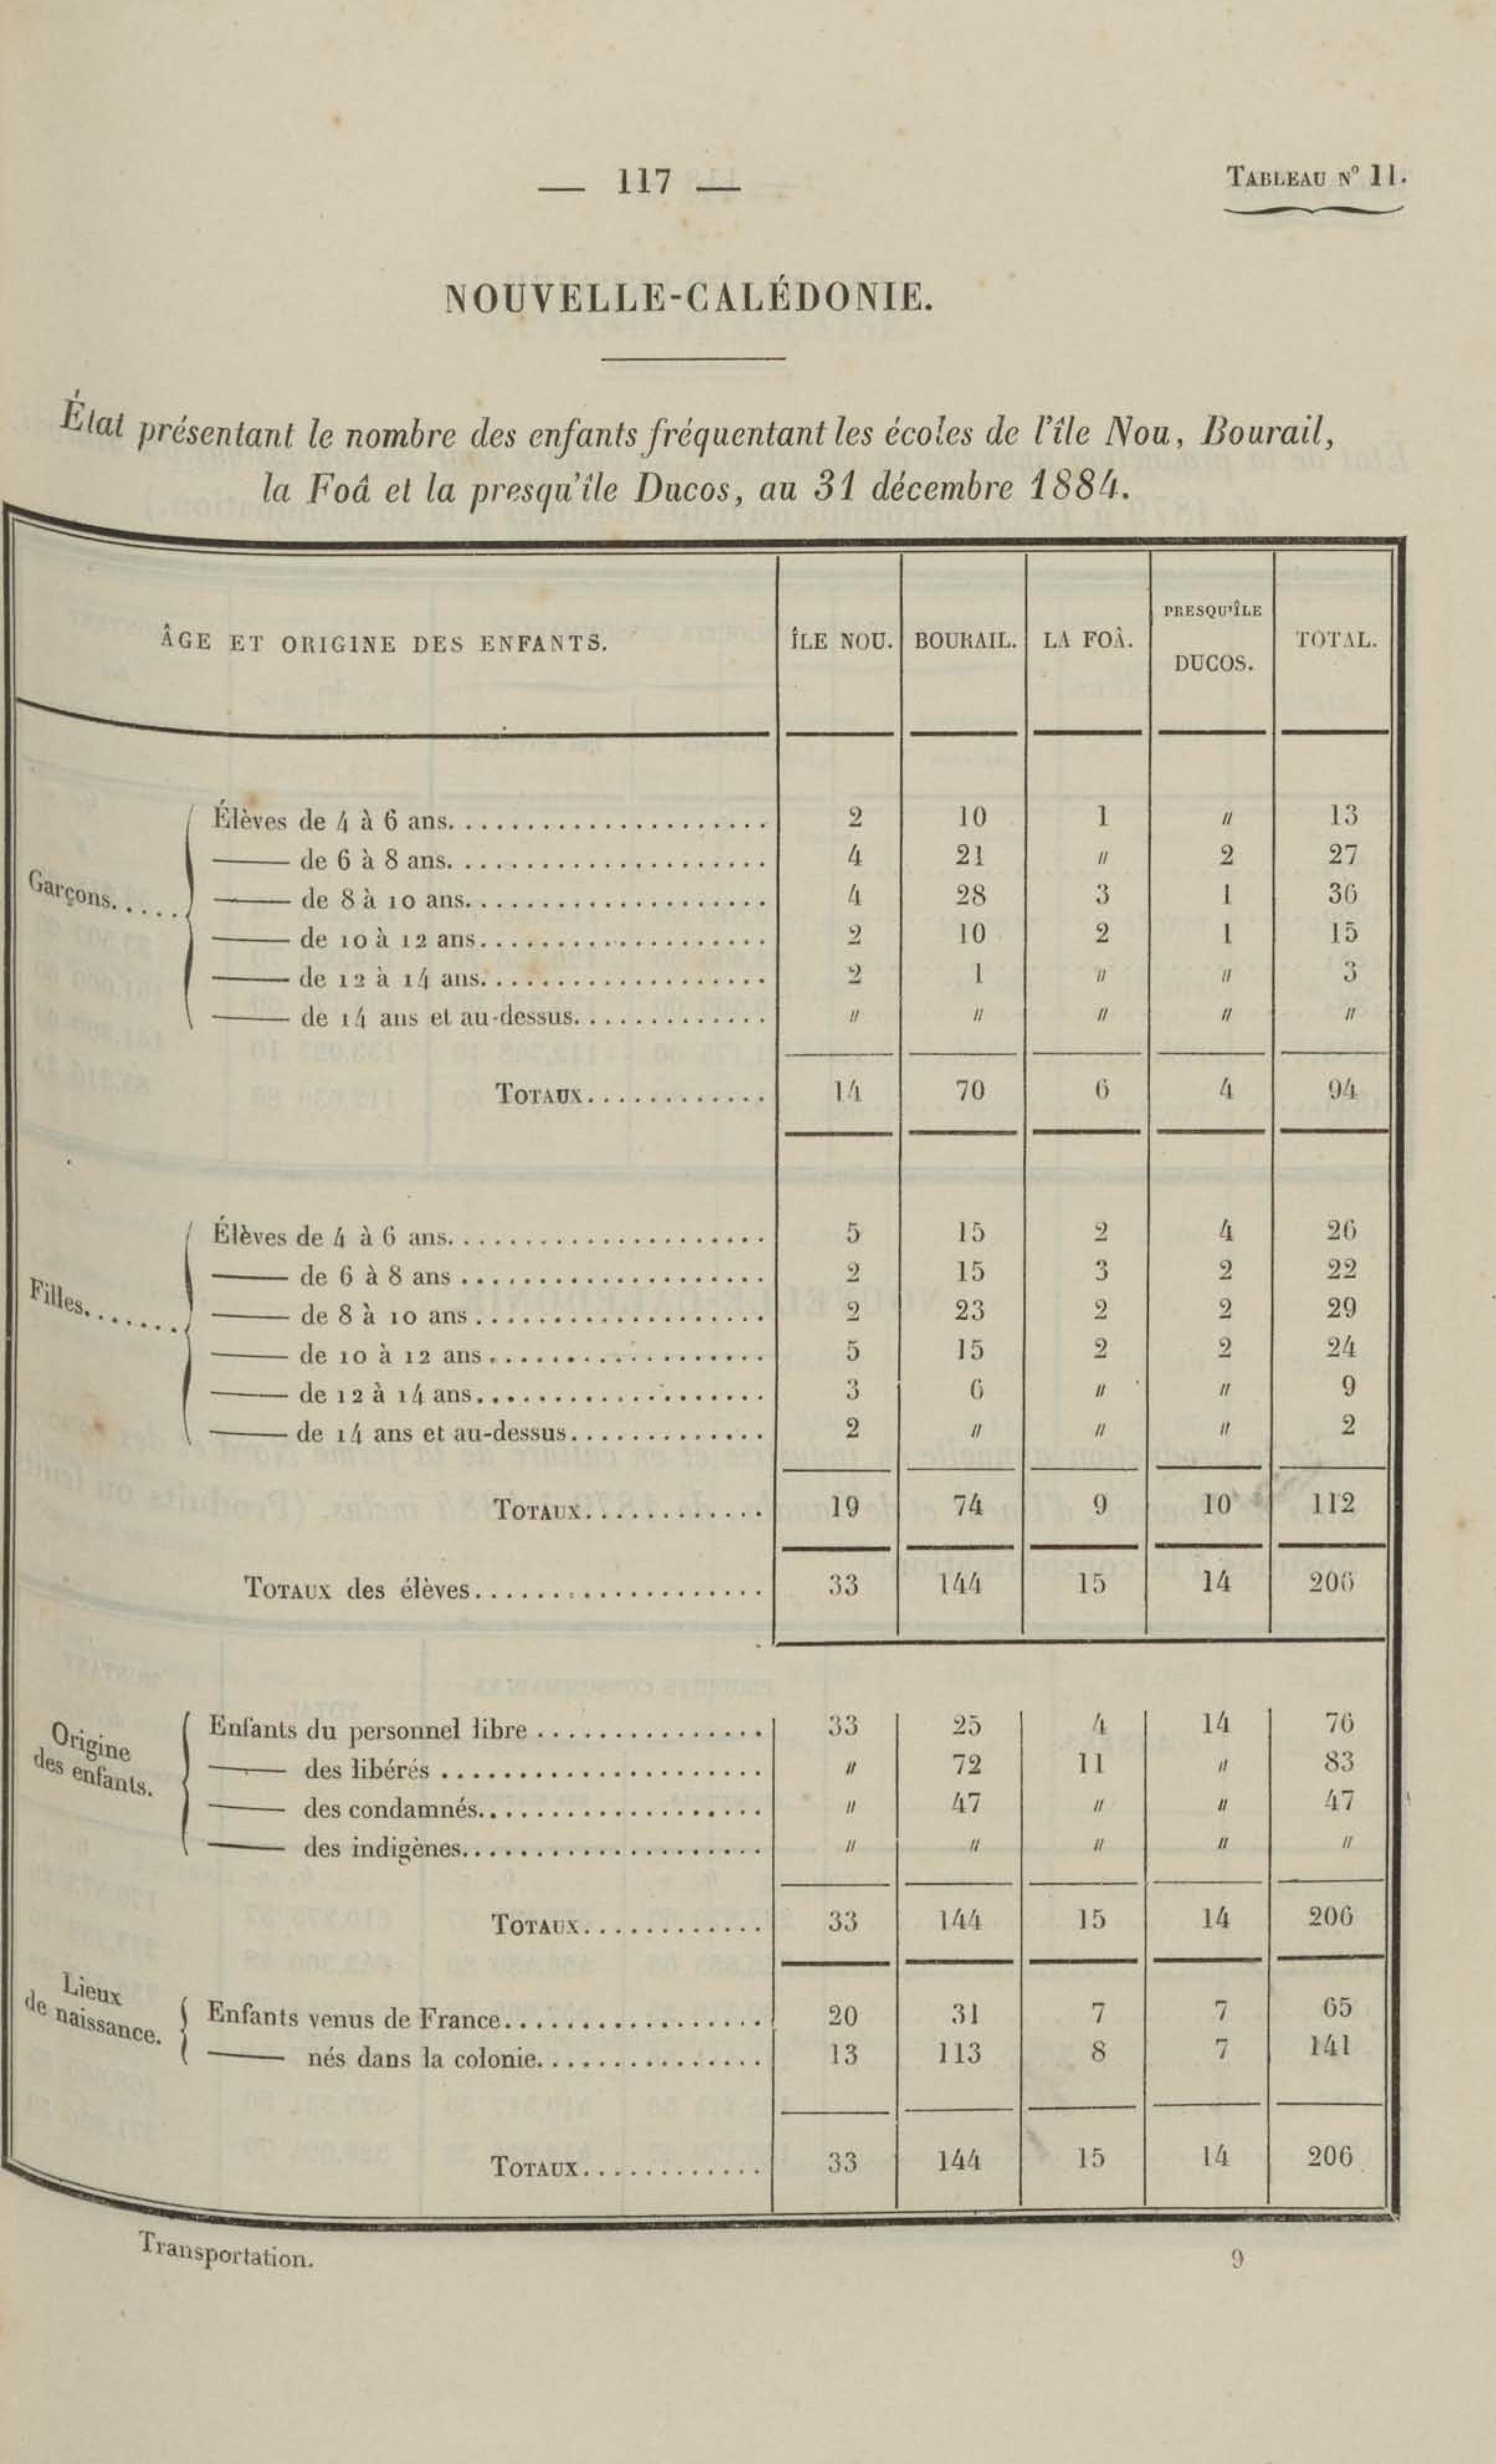 — 117 —
TABLEAU N° 11.
NOUVELLE-CALÉDONIE.
État présentant le nombre des enfants fréquentant les écoles de l'île Nou, Bourail,
la Foâ et la presqu'île Ducos, au 31 décembre 1884.
ÂGE ET ORIGINE DES ENFANTS. ÎLE NOU. BOURAIL. LA FOÂ. PRESQU'ÎLE DUCOS. TOTAL.
Garçons......
Élèves de 4 à 6 ans. 2 10 1 " 13
— de 6 à 8 ans. 4 21 " 2 27
— de 8 à 10 ans. 4 28 3 1 36
— de 10 à 12 ans. 2 10 2 1 15
— de 12 à 14 ans. 2 1 " " 3
— de 14 ans et au-dessus. " " " " "
TOTAUX............ 14 70 6 4 94
Filles.......
Élèves de 4 à 6 ans. 5 15 2 4 26
— de 6 à 8 ans 2 15 3 2 22
— de 8 à 10 ans 2 23 2 2 29
— de 10 à 12 ans 5 15 2 2 24
— de 12 à 14 ans. 3 6 " " 9
— de 14 ans et au-dessus. 2 " " " 2
TOTAUX............ 19 74 9 10 112
TOTAUX des élèves. 33 144 15 14 206
Origine
des enfants.
Enfants du personnel libre 33 25 4 14 76
— des libérés " 72 11 " 83
— des condamnés. " 47 " " 47
— des indigènes. " " " " "
TOTAUX............ 33 144 15 14 206
Lieux
de naissance.
Enfants venus de France. 20 31 7 7 65
— nés dans la colonie. 13 113 8 7 141
TOTAUX............ 33 144 15 14 206
Transportation. 9